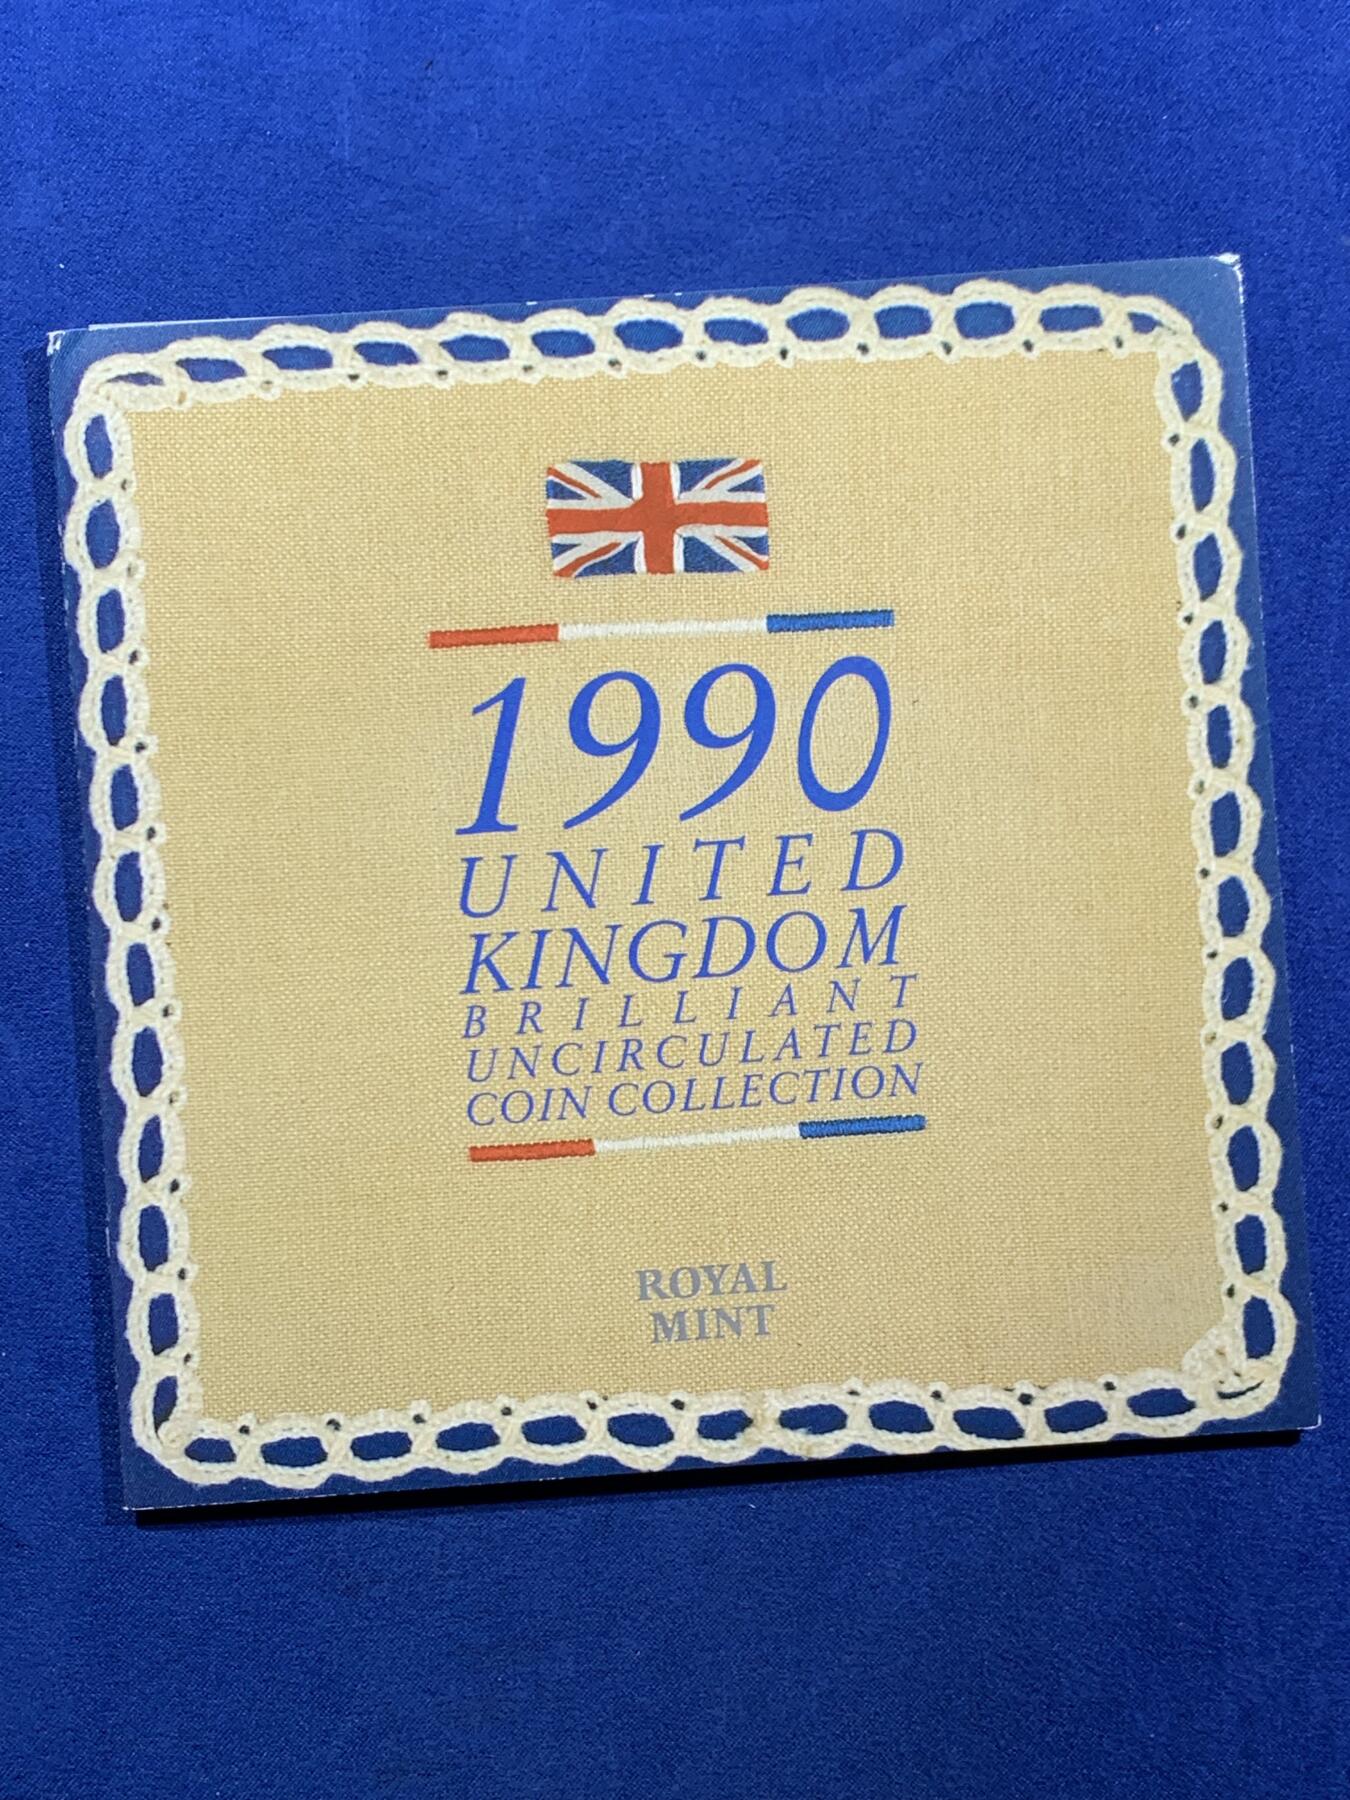 1990
UNITED
KINGDOM
BRILLIANT
UNCIRCULATED
COIN COLLECTION
ROYAL
MINT